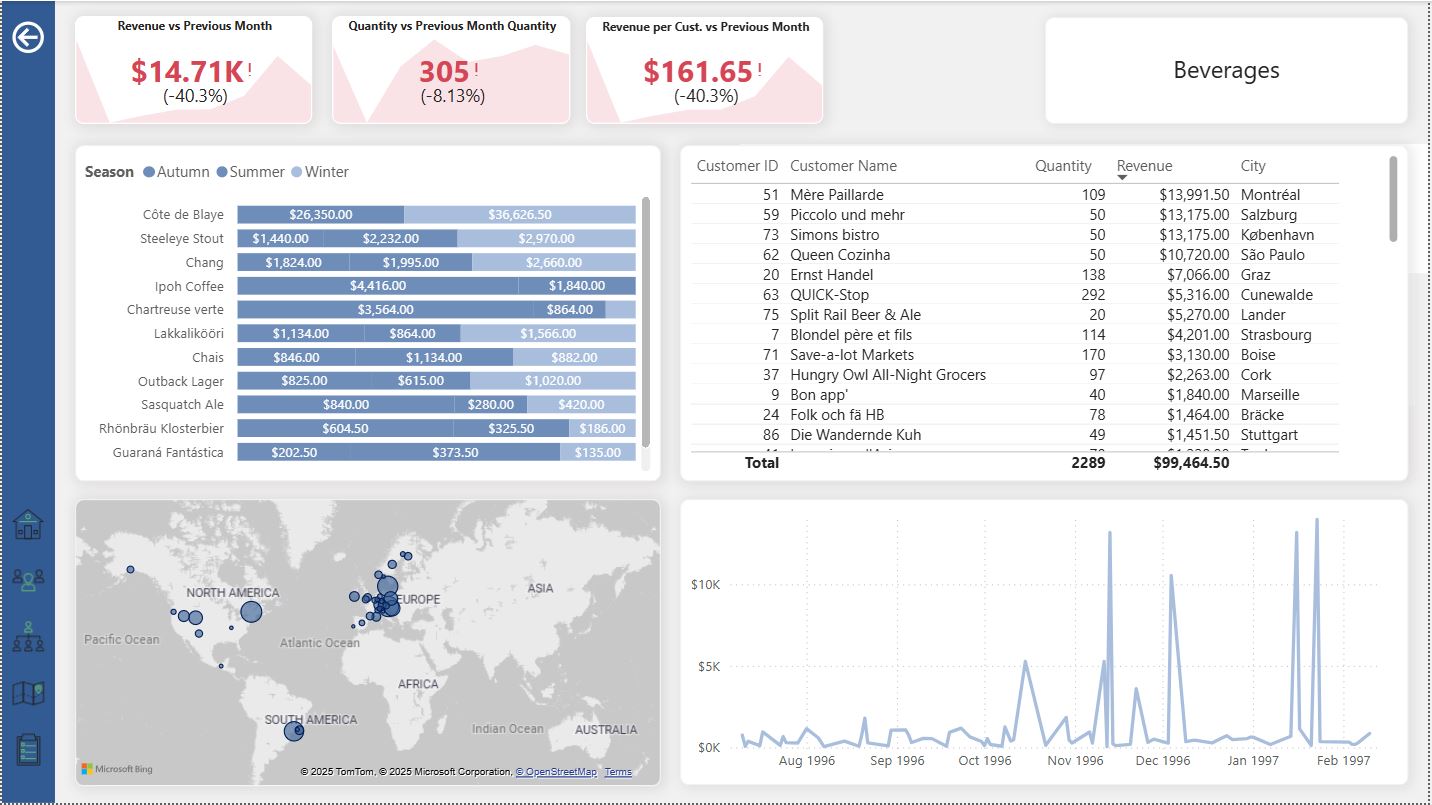 Revenue vs Previous Month
$14.71K!
(-40.3%)
Quantity vs Previous Month Quantity
305!
(-8.13%)
Revenue per Cust. vs Previous Month
$161.65!
(-40.3%)
Beverages
Season Autumn Summer Winter
Côte de Blaye $26,350.00 $36,626.50
Steeleye Stout $1,440.00 $2,232.00 $2,970.00
Chang $1,824.00 $1,995.00 $2,660.00
Ipoh Coffee $4,416.00 $1,840.00
Chartreuse verte $3,564.00 $864.00
Lakkalikööri $1,134.00 $864.00 $1,566.00
Chais $846.00 $1,134.00 $882.00
Outback Lager $825.00 $615.00 $1,020.00
Sasquatch Ale $840.00 $280.00 $420.00
Rhönbräu Klosterbier $604.50 $325.50 $186.00
Guaraná Fantástica $202.50 $373.50 $135.00
Customer ID Customer Name Quantity Revenue City
51 Mère Paillarde 109 $13,991.50 Montréal
59 Piccolo und mehr 50 $13,175.00 Salzburg
73 Simons bistro 50 $13,175.00 København
62 Queen Cozinha 50 $10,720.00 São Paulo
20 Ernst Handel 138 $7,066.00 Graz
63 QUICK-Stop 292 $5,316.00 Cunewalde
75 Split Rail Beer & Ale 20 $5,270.00 Lander
7 Blondel père et fils 114 $4,201.00 Strasbourg
71 Save-a-lot Markets 170 $3,130.00 Boise
37 Hungry Owl All-Night Grocers 97 $2,263.00 Cork
9 Bon app' 40 $1,840.00 Marseille
24 Folk och fä HB 78 $1,464.00 Bräcke
86 Die Wandernde Kuh 49 $1,451.50 Stuttgart
Total 2289 $99,464.50
NORTH AMERICA
EUROPE
ASIA
Pacific Ocean
Atlantic Ocean
AFRICA
SOUTH AMERICA
Indian Ocean
AUSTRALIA
Microsoft Bing
© 2025 TomTom, © 2025 Microsoft Corporation, © OpenStreetMap Terms
$10K
$5K
$0K
Aug 1996 Sep 1996 Oct 1996 Nov 1996 Dec 1996 Jan 1997 Feb 1997